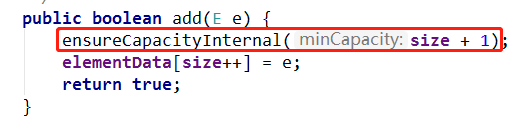 public boolean add(E e) {
ensureCapacityInternal( minCapacity: size + 1);
elementData[size++] = e;
return true;
}